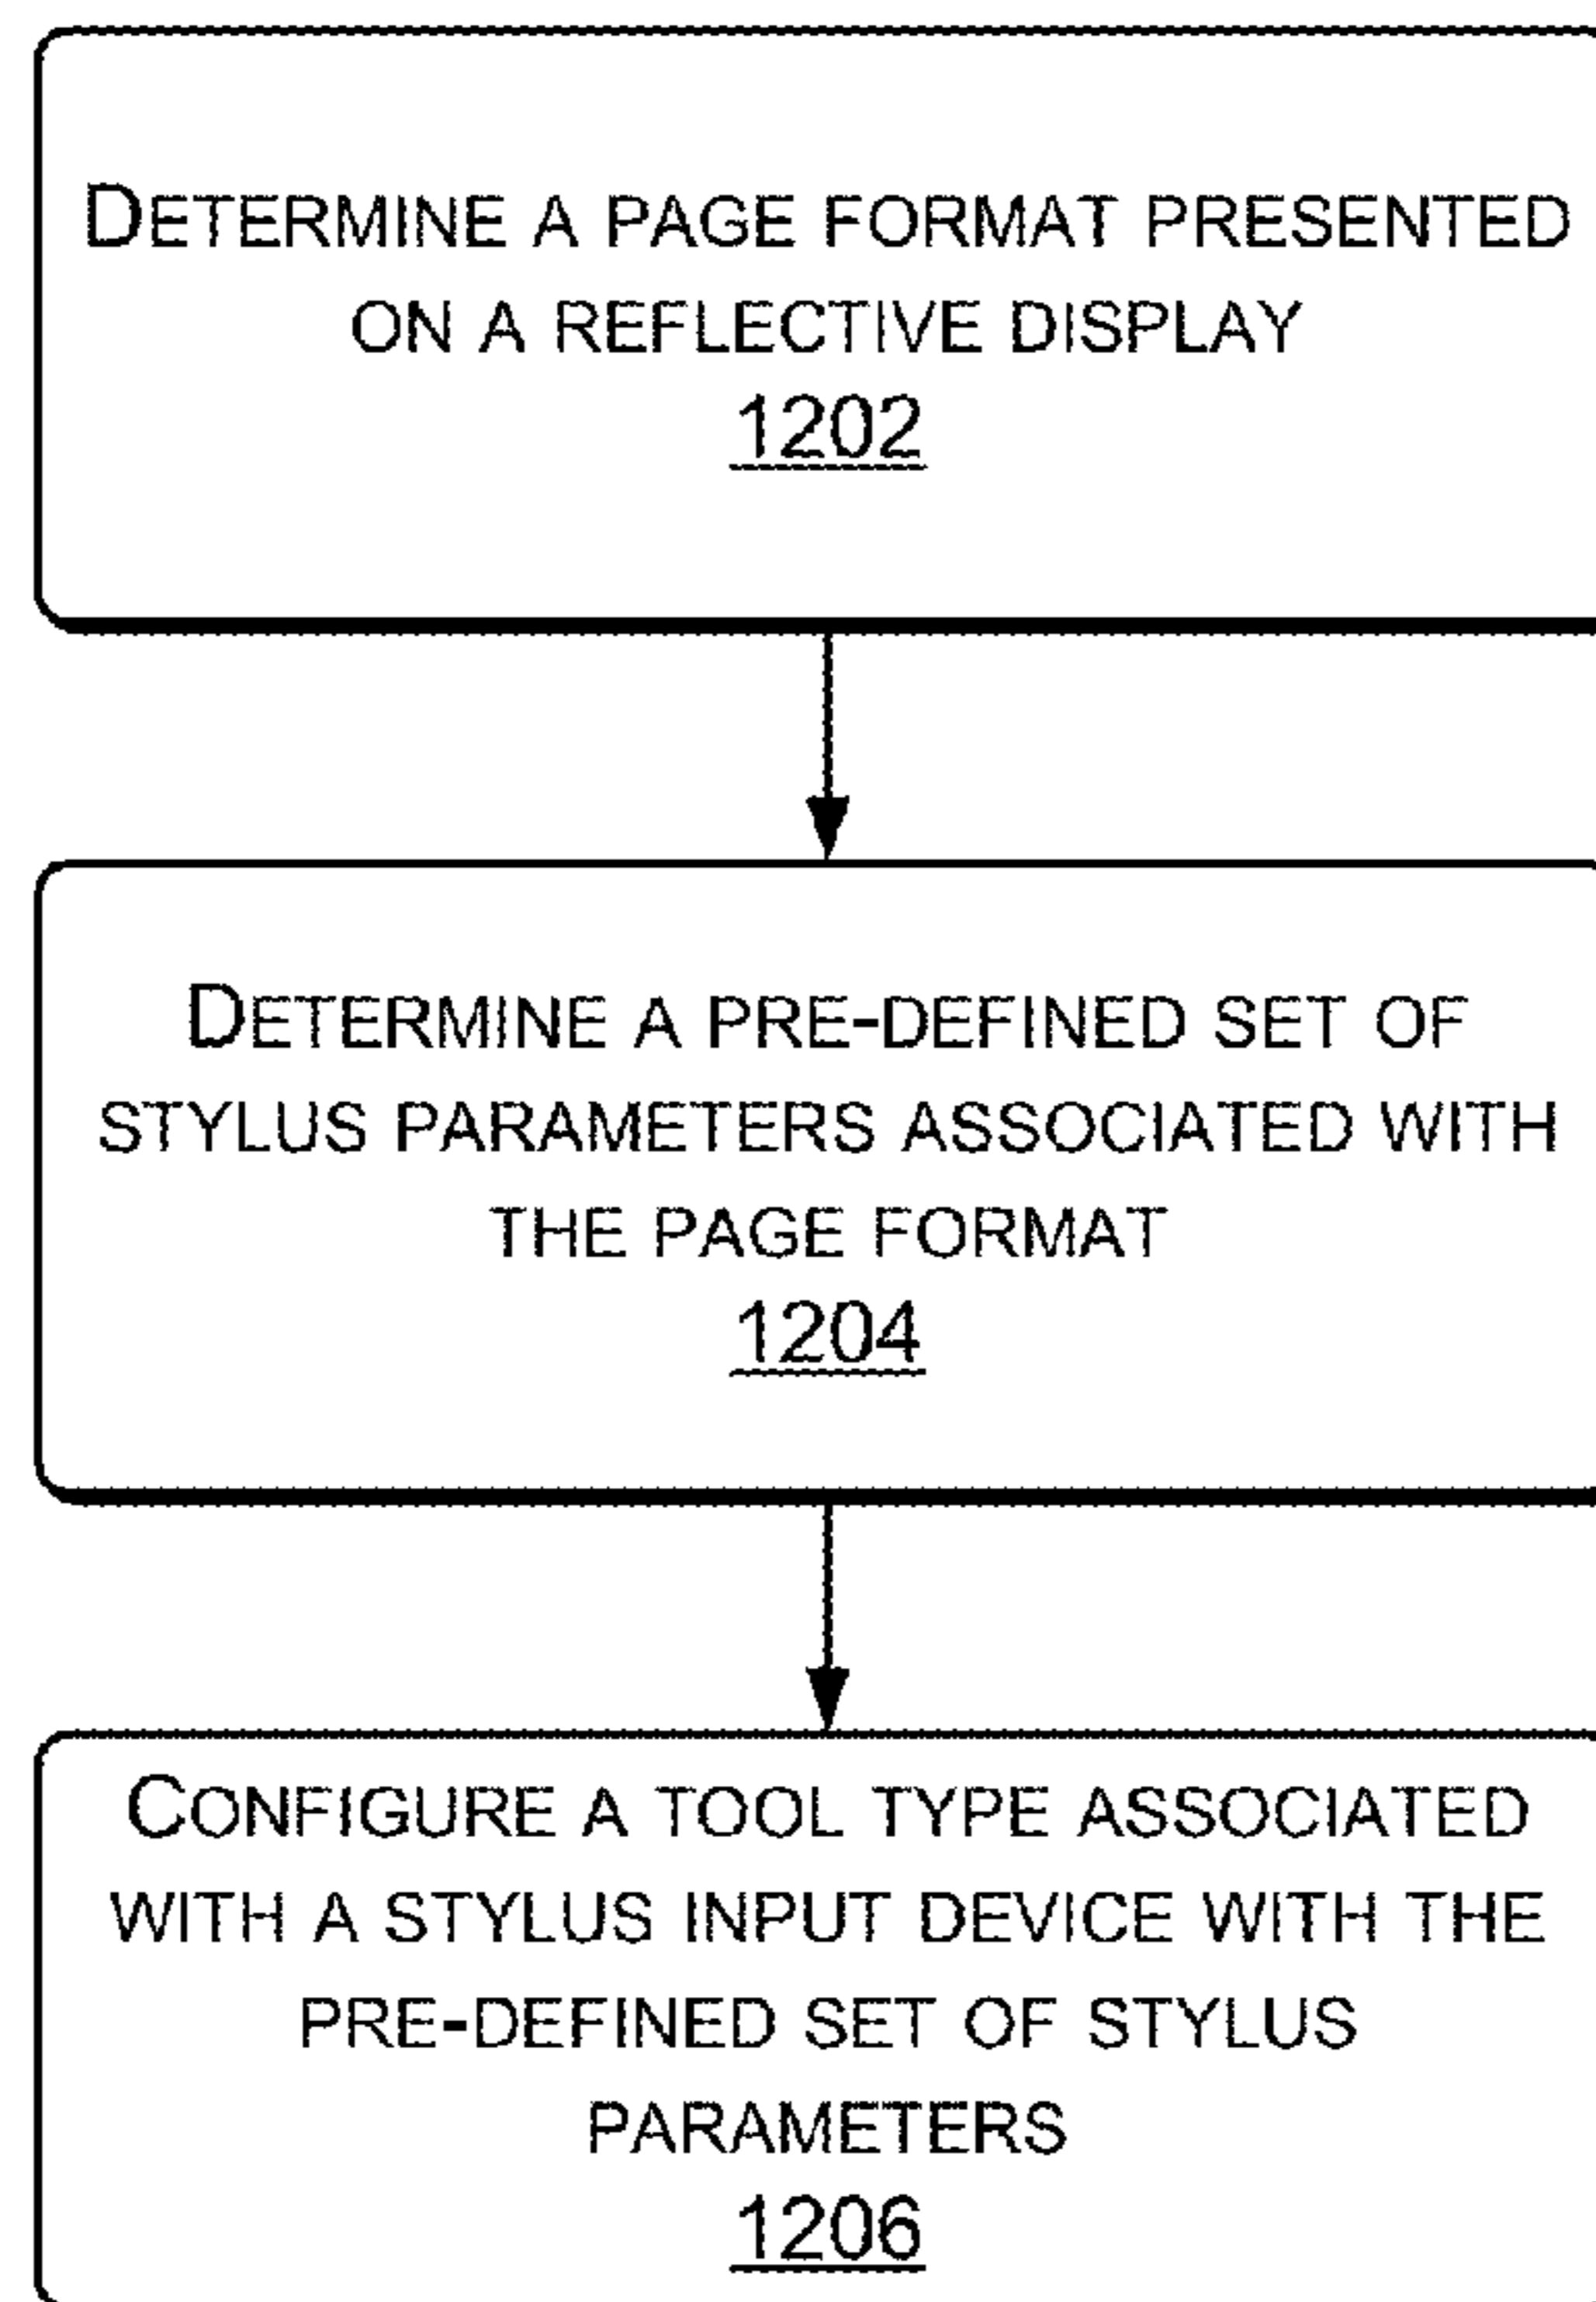 DETERMINE A PAGE FORMAT PRESENTED
ON A REFLECTIVE DISPLAY
1202
DETERMINE A PRE-DEFINED SET OF
STYLUS PARAMETERS ASSOCIATED WITH
THE PAGE FORMAT
1204
CONFIGURE A TOOL TYPE ASSOCIATED
WITH A STYLUS INPUT DEVICE WITH THE
PRE-DEFINED SET OF STYLUS
PARAMETERS
1206